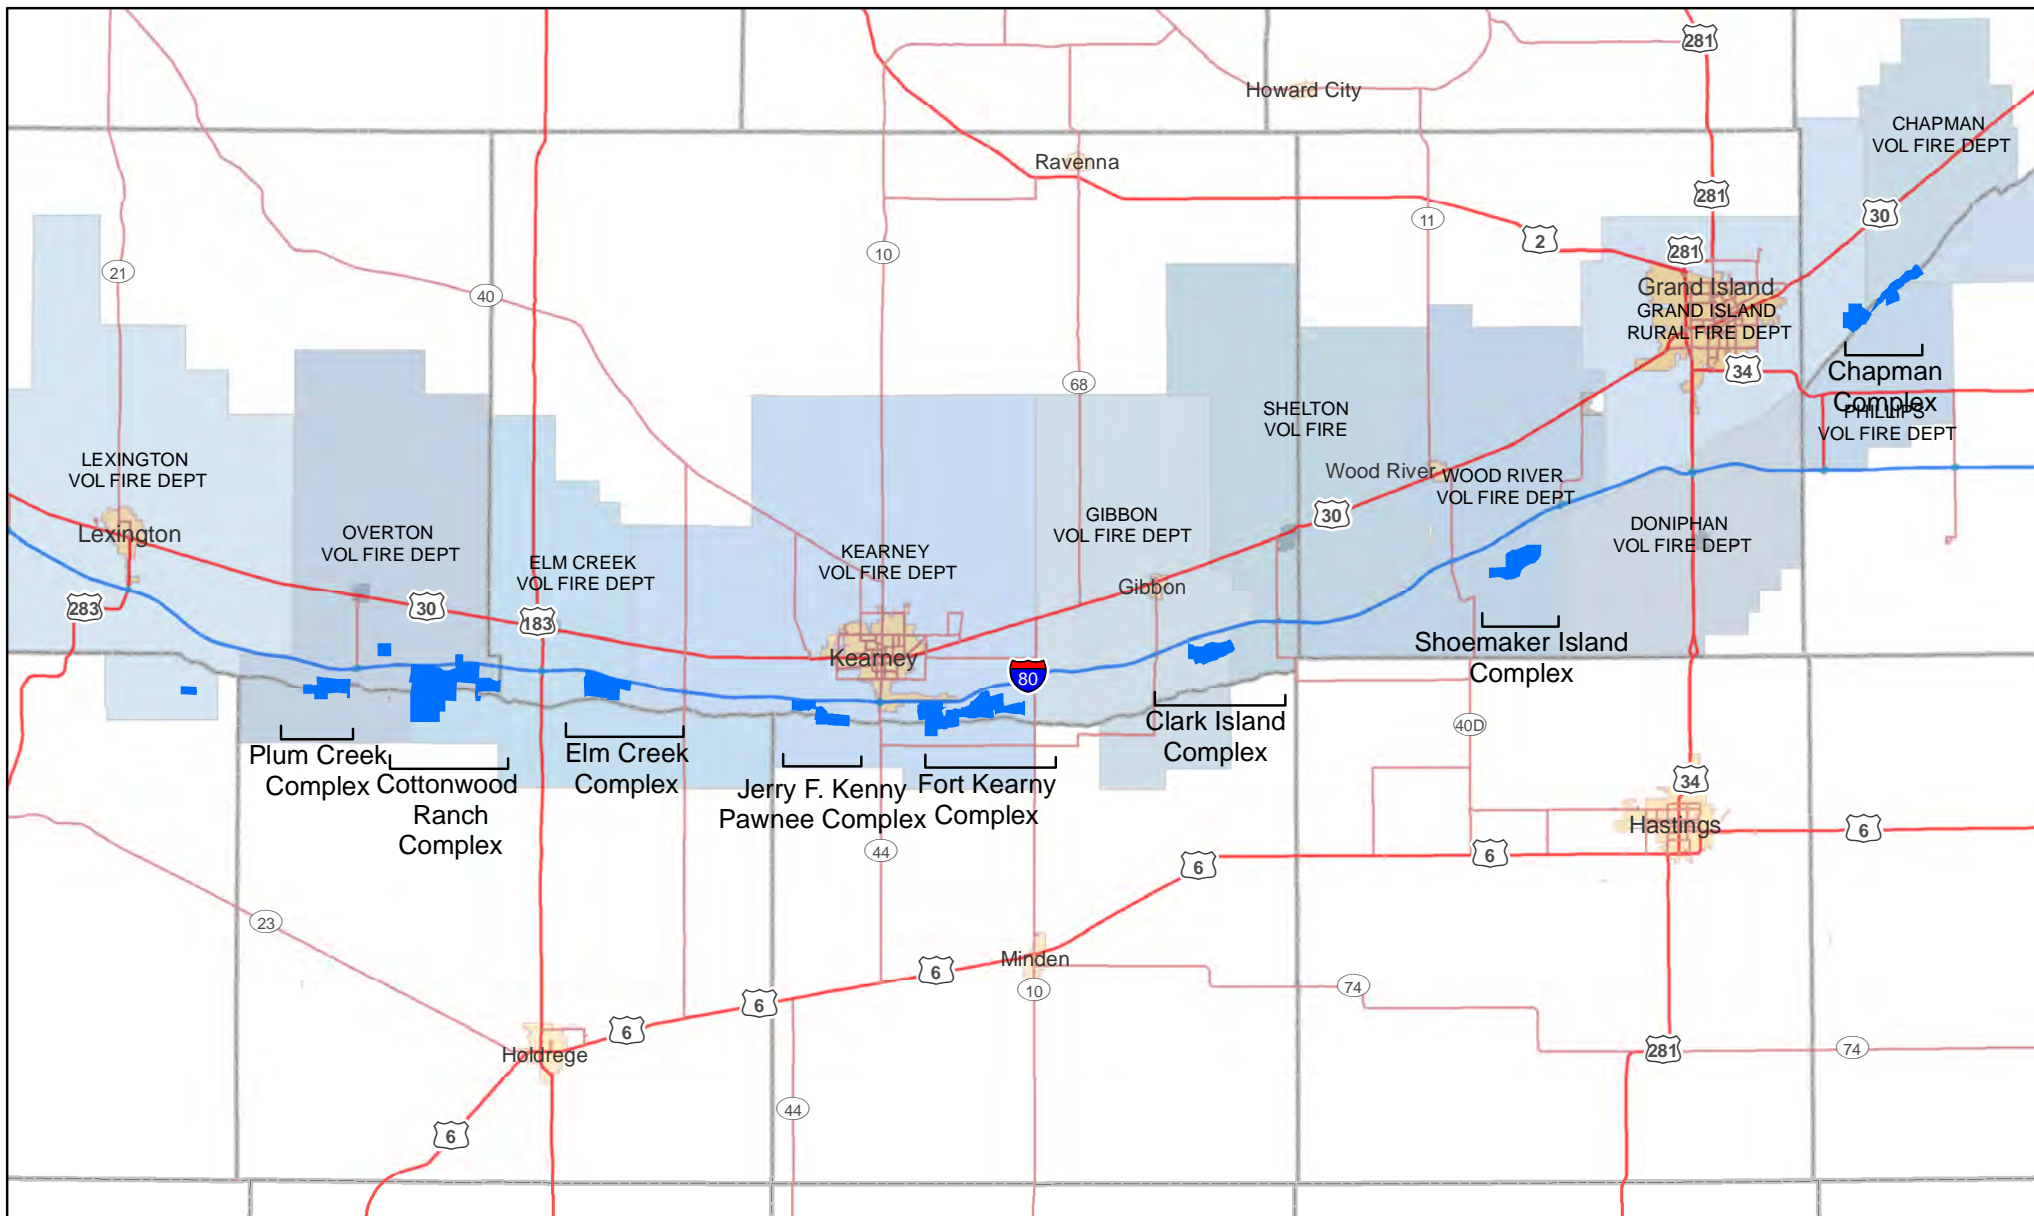 281
Howard City
CHAPMAN
VOL FIRE DEPT
Ravenna
281
30
11
2
10
281
21
40
Grand Island
GRAND ISLAND
RURAL FIRE DEPT
34
Chapman
Complex
68
SHELTON
VOL FIRE
PHILLIPS
VOL FIRE DEPT
LEXINGTON
VOL FIRE DEPT
Wood River
WOOD RIVER
VOL FIRE DEPT
30
Lexington
OVERTON
VOL FIRE DEPT
GIBBON
VOL FIRE DEPT
DONIPHAN
VOL FIRE DEPT
ELM CREEK
VOL FIRE DEPT
KEARNEY
VOL FIRE DEPT
Gibbon
283
30
183
Kearney
80
Shoemaker Island
Complex
Clark Island
Complex
40D
Plum Creek
Complex
Cottonwood
Ranch
Complex
Elm Creek
Complex
Jerry F. Kenny
Pawnee Complex
Fort Kearny
Complex
34
Hastings
6
44
6
6
23
Minden
6
10
74
6
6
Holdrege
281
74
44
6